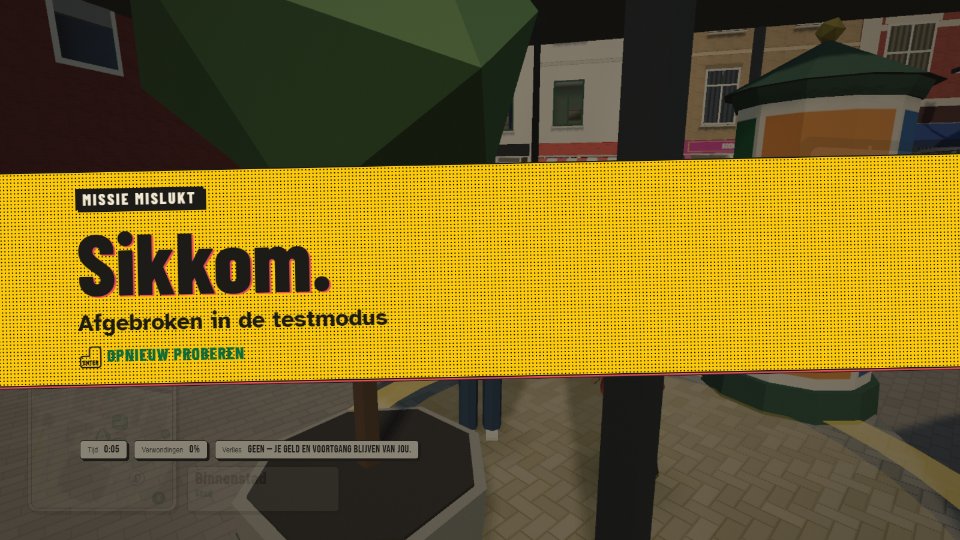 MISSIE MISLUKT
Sikkom.
Afgebroken in de testmodus
ENTER OPNIEUW PROBEREN
Tijd 0:05 Verwondingen 0% Verlies GEEN — JE GELD EN VOORTGANG BLIJVEN VAN JOU.
Binnenstad